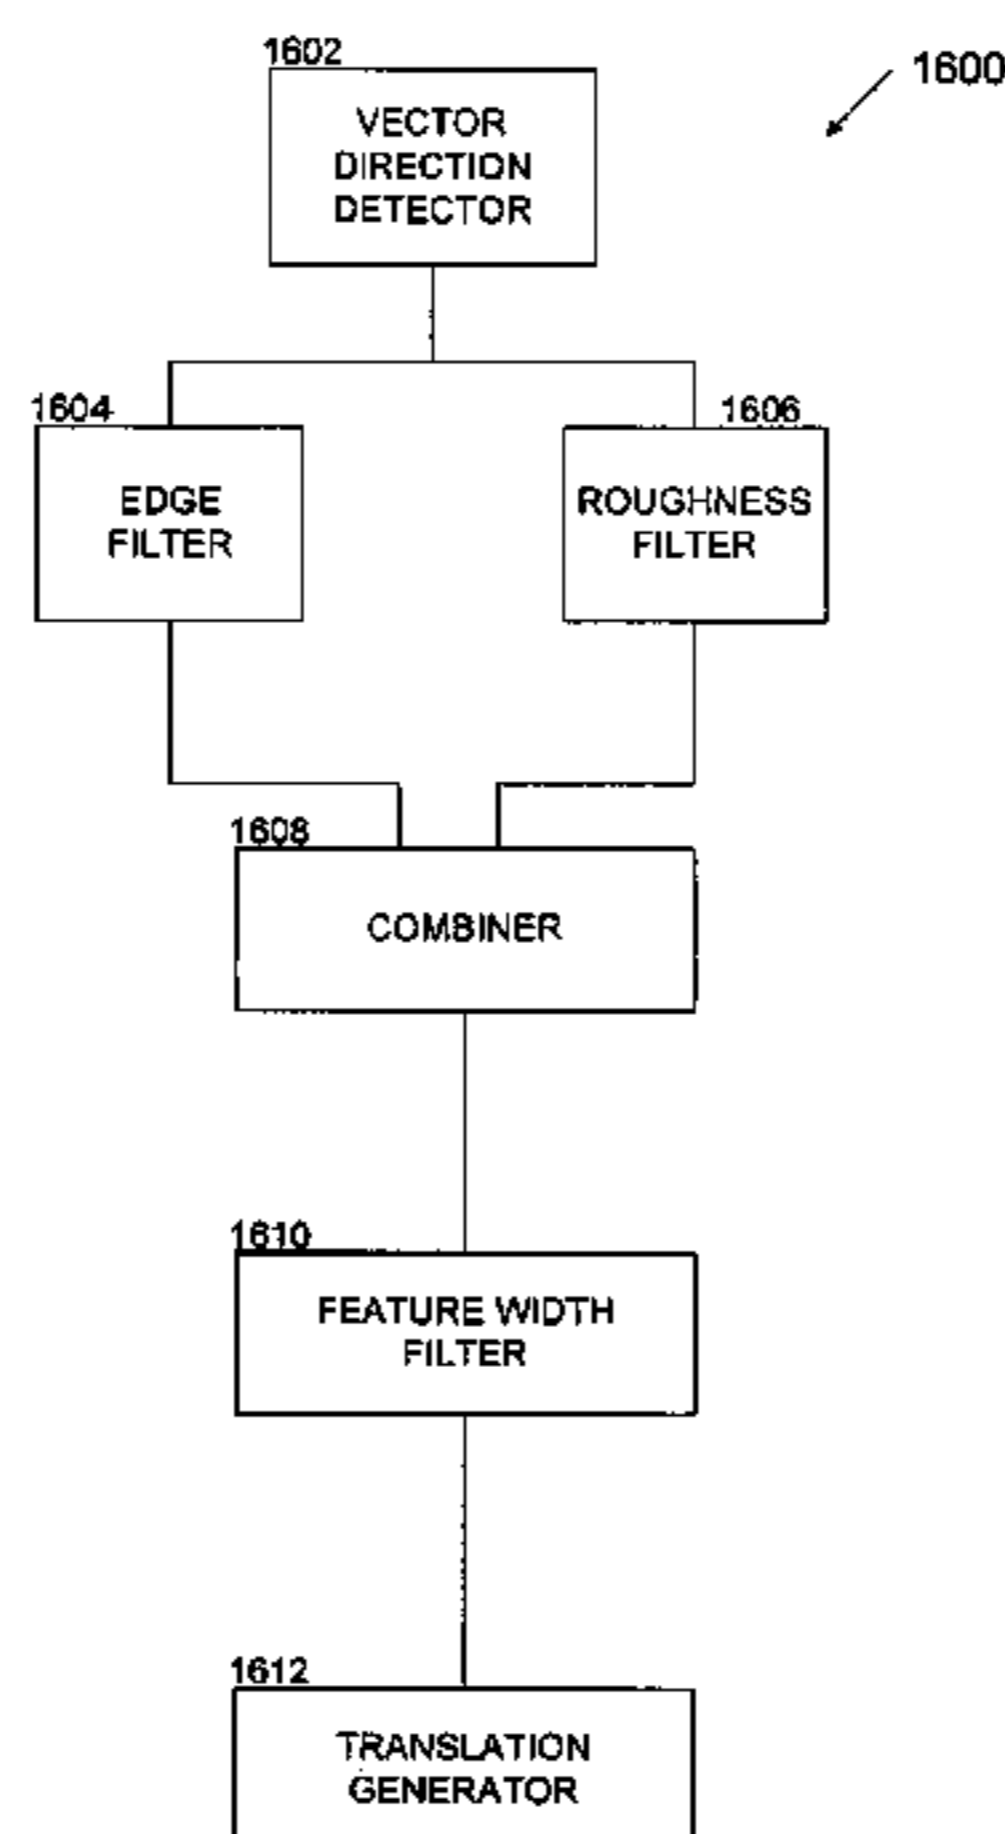 1602
1600
VECTOR
DIRECTION
DETECTOR
1604
1606
EDGE
FILTER
ROUGHNESS
FILTER
1608
COMBINER
1610
FEATURE WIDTH
FILTER
1612
TRANSLATION
GENERATOR